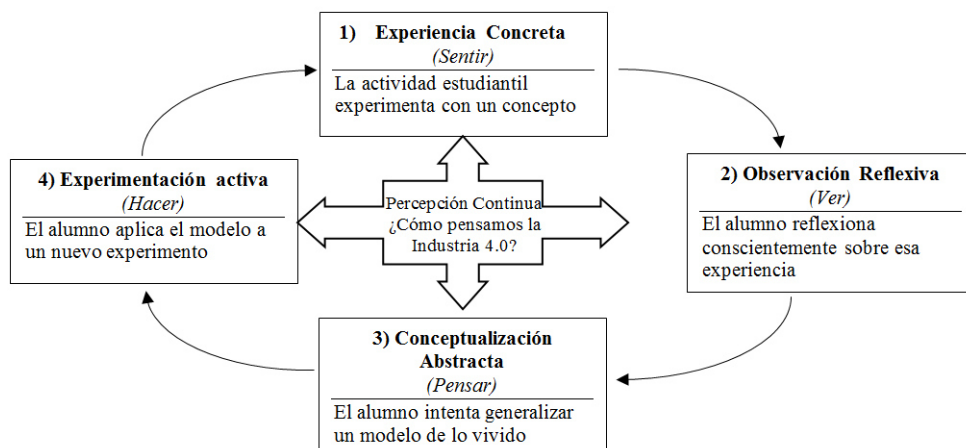 1) Experiencia Concreta
(Sentir)
La actividad estudiantil
experimenta con un concepto
2) Observación Reflexiva
(Ver)
El alumno reflexiona
conscientemente sobre esa
experiencia
3) Conceptualización
Abstracta
(Pensar)
El alumno intenta generalizar
un modelo de lo vivido
4) Experimentación activa
(Hacer)
El alumno aplica el modelo a
un nuevo experimento
Percepción Continua
¿Cómo pensamos la
Industria 4.0?